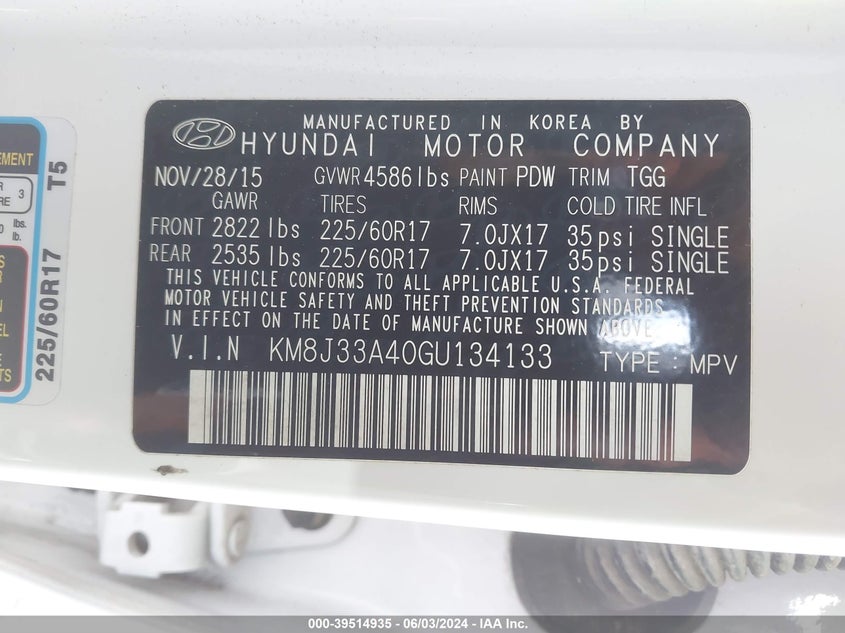 MANUFACTURED IN KOREA BY
HYUNDAI MOTOR COMPANY
NOV/28/15 GVWR 4586 lbs PAINT PDW TRIM TGG
GAWR TIRES RIMS COLD TIRE INFL
FRONT 2822 lbs 225/60R17 7.0JX17 35psi SINGLE
REAR 2535 lbs 225/60R17 7.0JX17 35psi SINGLE
THIS VEHICLE CONFORMS TO ALL APPLICABLE U.S.A. FEDERAL
MOTOR VEHICLE SAFETY AND THEFT PREVENTION STANDARDS
IN EFFECT ON THE DATE OF MANUFACTURE SHOWN ABOVE.
V.I.N KM8J33A40GU134133 TYPE : MPV
225/60R17 T5
3
lbs.
lb.
000-39514935 - 06/03/2024 - IAA, INC.